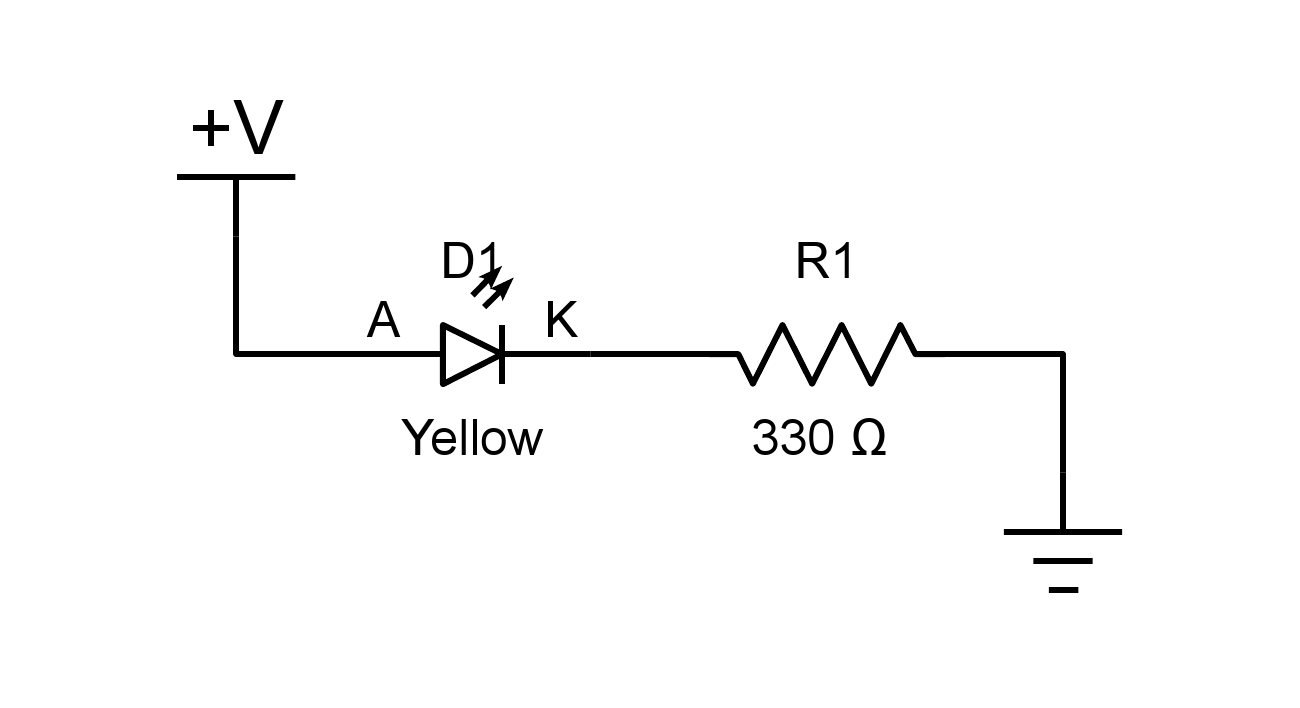 +V
D1
R1
A
K
Yellow
330 Ω